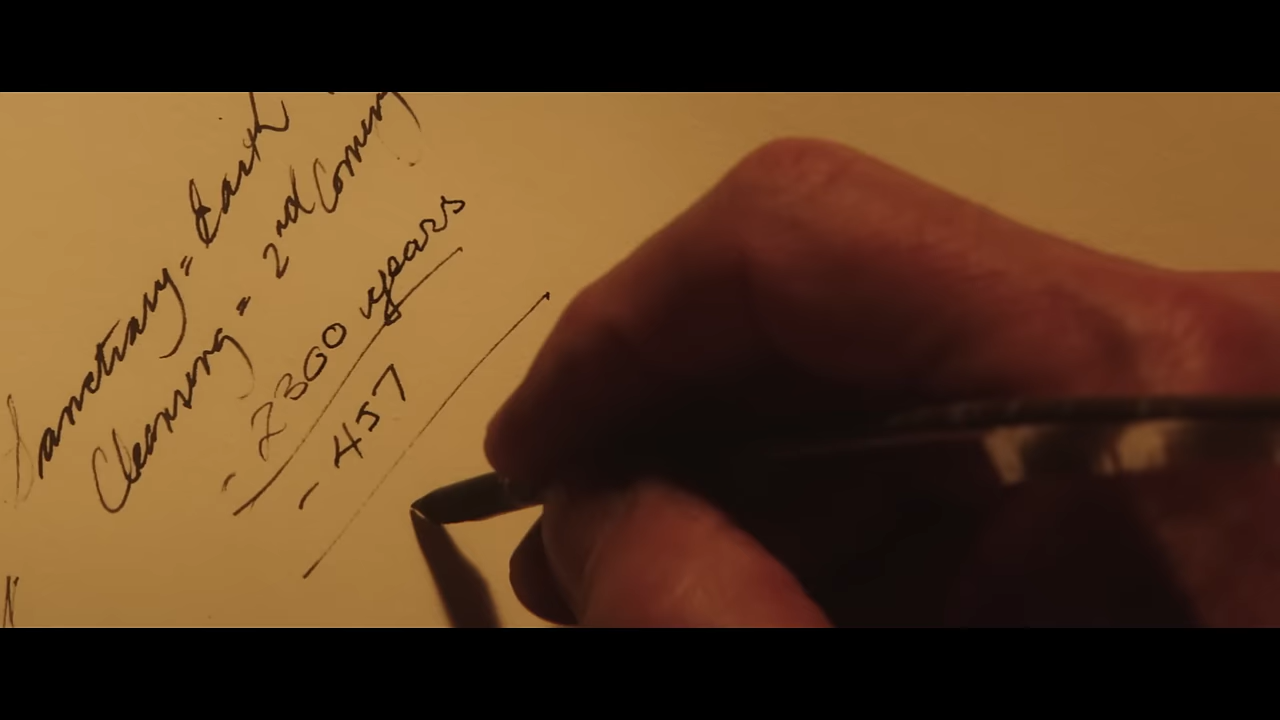 Sanctuary = Earth
Cleansing = 2nd Coming
- 2300 years
- 457